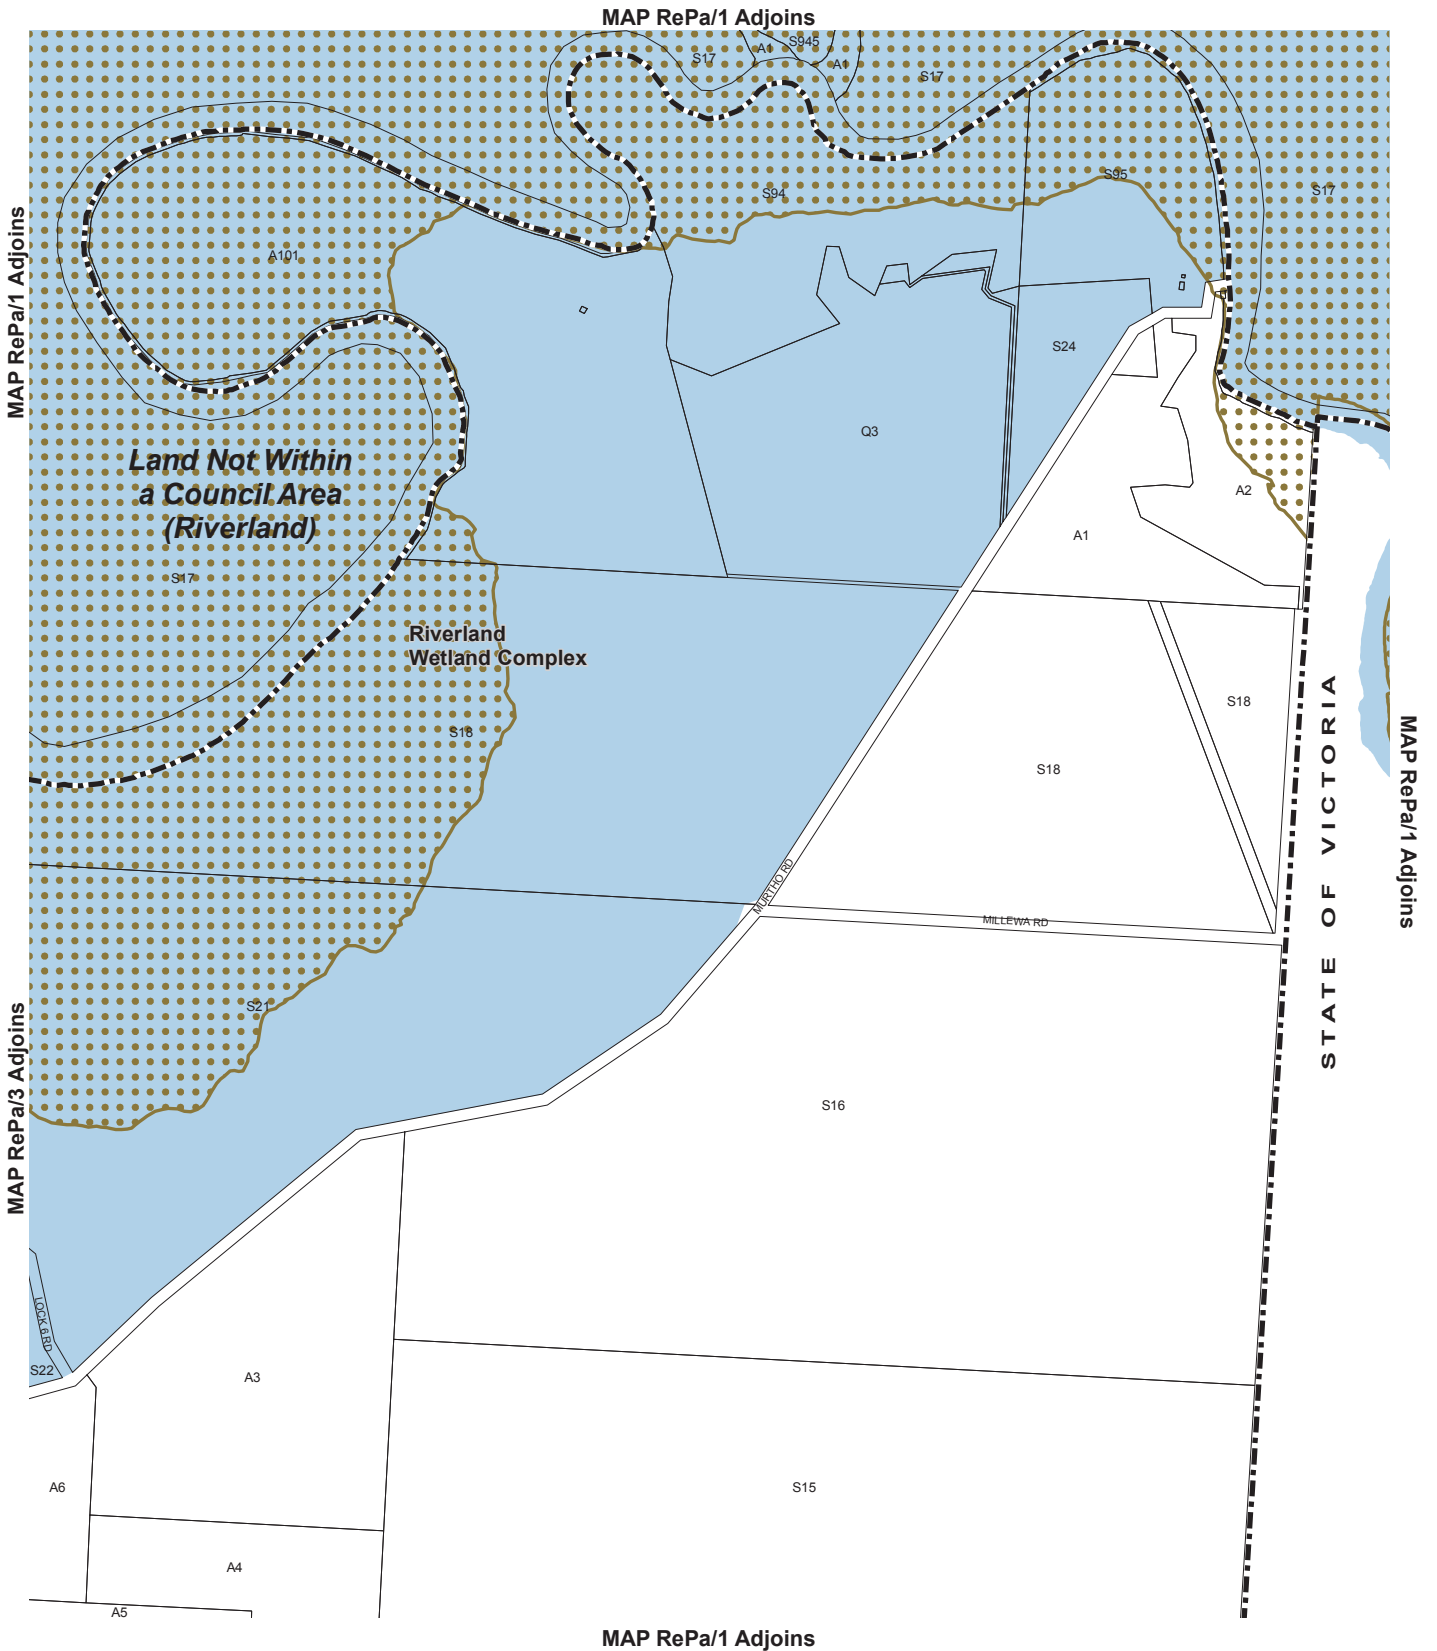 MAP RePa/1 Adjoins
S945
A1
S17
A1
S17
S95
S94
S17
MAP RePa/1 Adjoins
A101
S24
Q3
Land Not Within
a Council Area
(Riverland)
A2
A1
S17
Riverland
Wetland Complex
S18
S18
S18
STATE OF VICTORIA
MAP RePa/1 Adjoins
MURTHO RD
MILLEWA RD
S21
MAP RePa/3 Adjoins
S16
LOCK 6 RD
S22
A3
A6
S15
A4
A5
MAP RePa/1 Adjoins